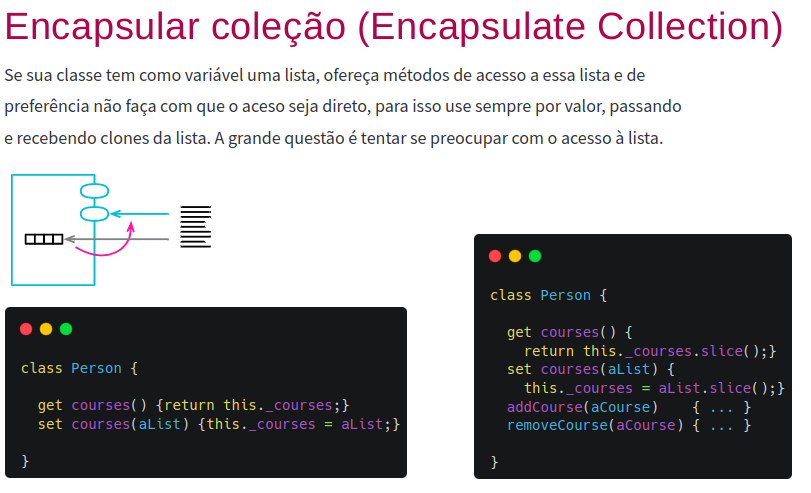 Encapsular coleção (Encapsulate Collection)
Se sua classe tem como variável uma lista, ofereça métodos de acesso a essa lista e de
preferência não faça com que o aceso seja direto, para isso use sempre por valor, passando
e recebendo clones da lista. A grande questão é tentar se preocupar com o acesso à lista.
class Person {
get courses() {return this._courses;}
set courses(aList) {this._courses = aList;}
}
class Person {
get courses() {
return this._courses.slice();}
set courses(aList) {
this._courses = aList.slice();}
addCourse(aCourse)    { ... }
removeCourse(aCourse) { ... }
}